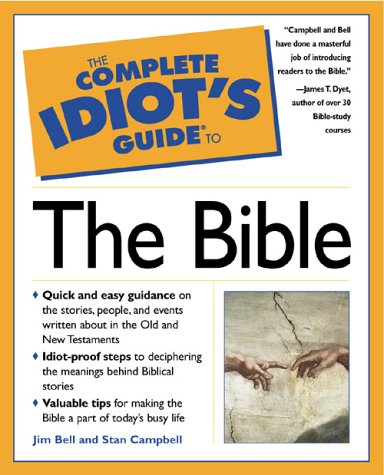 THE
COMPLETE
IDIOT'S
GUIDE® TO
"Campbell and Bell
have done a masterful
job of introducing
readers to the Bible."
—James T. Dyet,
author of over 30
Bible-study
courses
The Bible
♦ Quick and easy guidance on
the stories, people, and events
written about in the Old and
New Testaments
♦ Idiot-proof steps to deciphering
the meanings behind Biblical
stories
♦ Valuable tips for making the
Bible a part of today's busy life
Jim Bell and Stan Campbell